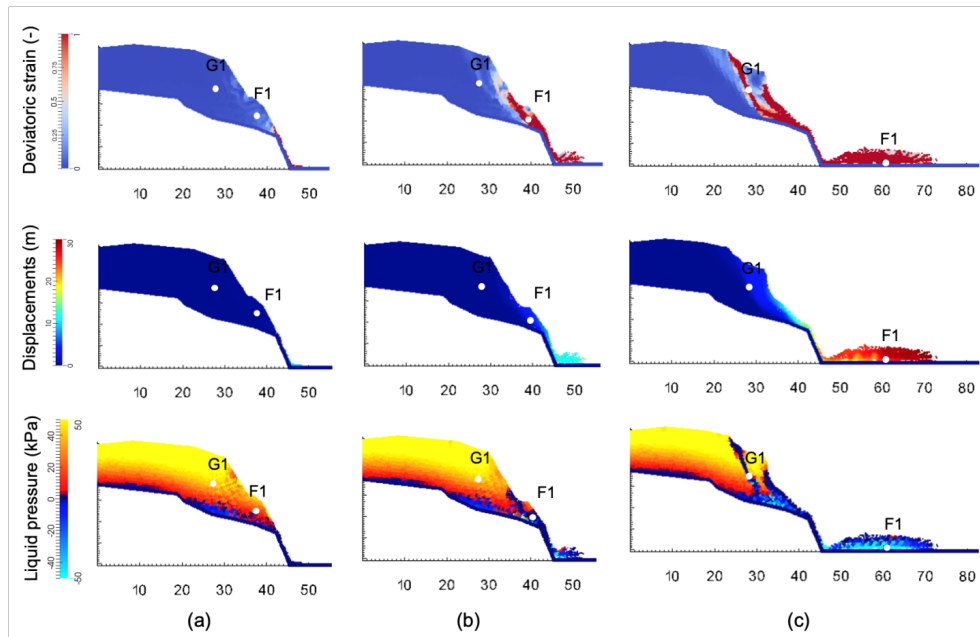 Deviatoric strain (-)
0 0.25 0.5 0.75 1
G1
F1
10 20 30 40 50
G1
F1
10 20 30 40 50
G1
F1
10 20 30 40 50 60 70 80
Displacements (m)
0 10 20 30
G1
F1
10 20 30 40 50
G1
F1
10 20 30 40 50
G1
F1
10 20 30 40 50 60 70 80
Liquid pressure (kPa)
-50 -20 0 20 50
G1
F1
10 20 30 40 50
G1
F1
10 20 30 40 50
G1
F1
10 20 30 40 50 60 70 80
(a) (b) (c)